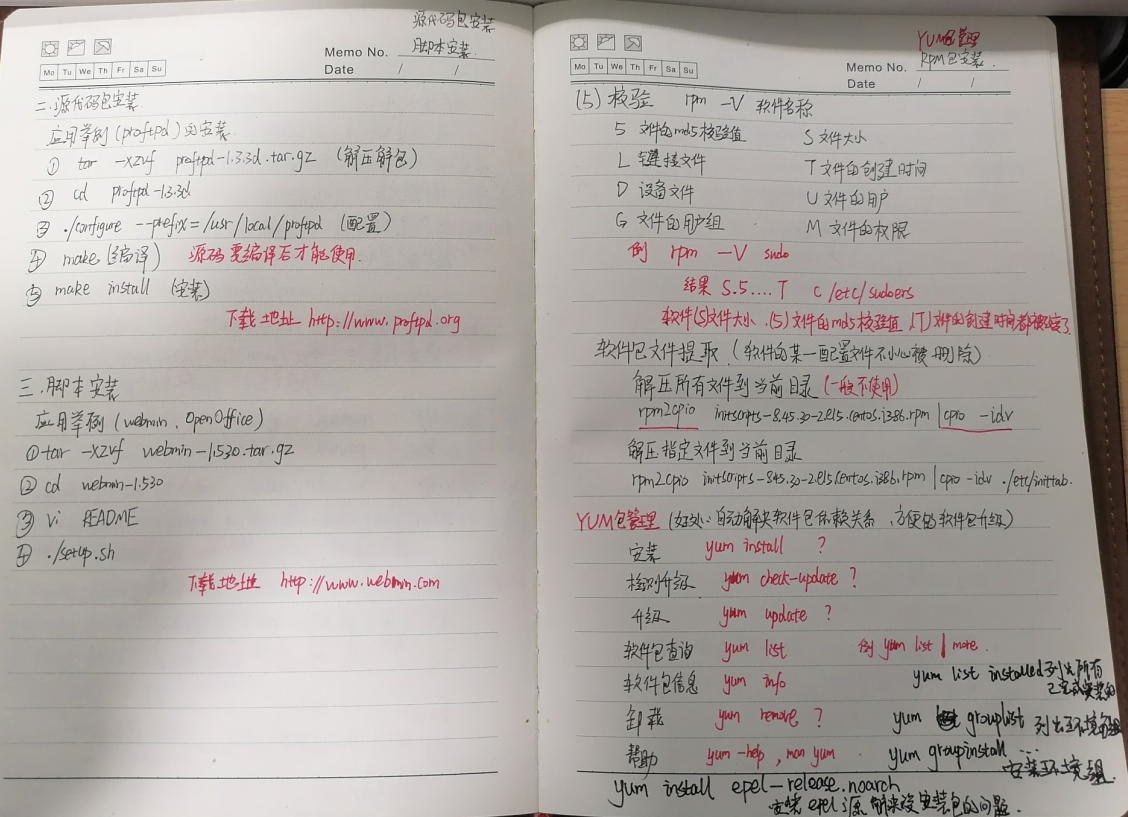 源代码包安装
脚本安装
Memo No.
Mo Tu We Th Fr Sa Su
Date / /
二.源代码包安装
应用举例(proftpd)的安装
① tar -xzvf proftpd-1.3.3d.tar.gz (解压解包)
② cd proftpd-1.3.3d
③ ./configure --prefix=/usr/local/proftpd (配置)
④ make (编译) 源码要编译后才能使用.
⑤ make install (安装)
下载地址 http://www.proftpd.org
三.脚本安装
应用举例(webmin、OpenOffice)
① tar -xzvf webmin-1.530.tar.gz
② cd webmin-1.530
③ vi README
④ ./setup.sh
下载地址 http://www.webmin.com
YUM包管理
RPM包安装
Memo No.
Mo Tu We Th Fr Sa Su
Date / /
(5) 校验 rpm -V 软件名称
5 文件的md5校验值 S 文件大小
L 链接文件 T 文件的创建时间
D 设备文件 U 文件的用户
G 文件的用户组 M 文件的权限
例 rpm -V sudo
结果 S.5....T c /etc/sudoers
软件(S)文件大小.(5)文件的md5校验值.(T)文件的创建时间都被改变了
软件包文件提取(软件的某一配置文件不小心被删除)
解压所有文件到当前目录(一般不使用)
rpm2cpio initscripts-8.45.30-2.el5.centos.i386.rpm |cpio -idv
解压指定文件到当前目录
rpm2cpio initscripts-8.45.30-2.el5.centos.i386.rpm |cpio -idv ./etc/inittab.
YUM包管理(好处:自动解决软件包依赖关系、方便的软件包升级)
安装 yum install ?
检测升级 yum check-update ?
升级 yum update ?
软件包查询 yum list 例 yum list | more.
软件包信息 yum info yum list installed 列出所有
已完成安装的
卸载 yum remove ? yum grouplist 列出环境组
帮助 yum -help , man yum yum groupinstall ...
安装环境组.
yum install epel-release.noarch
安装epel源 解决没安装包的问题.